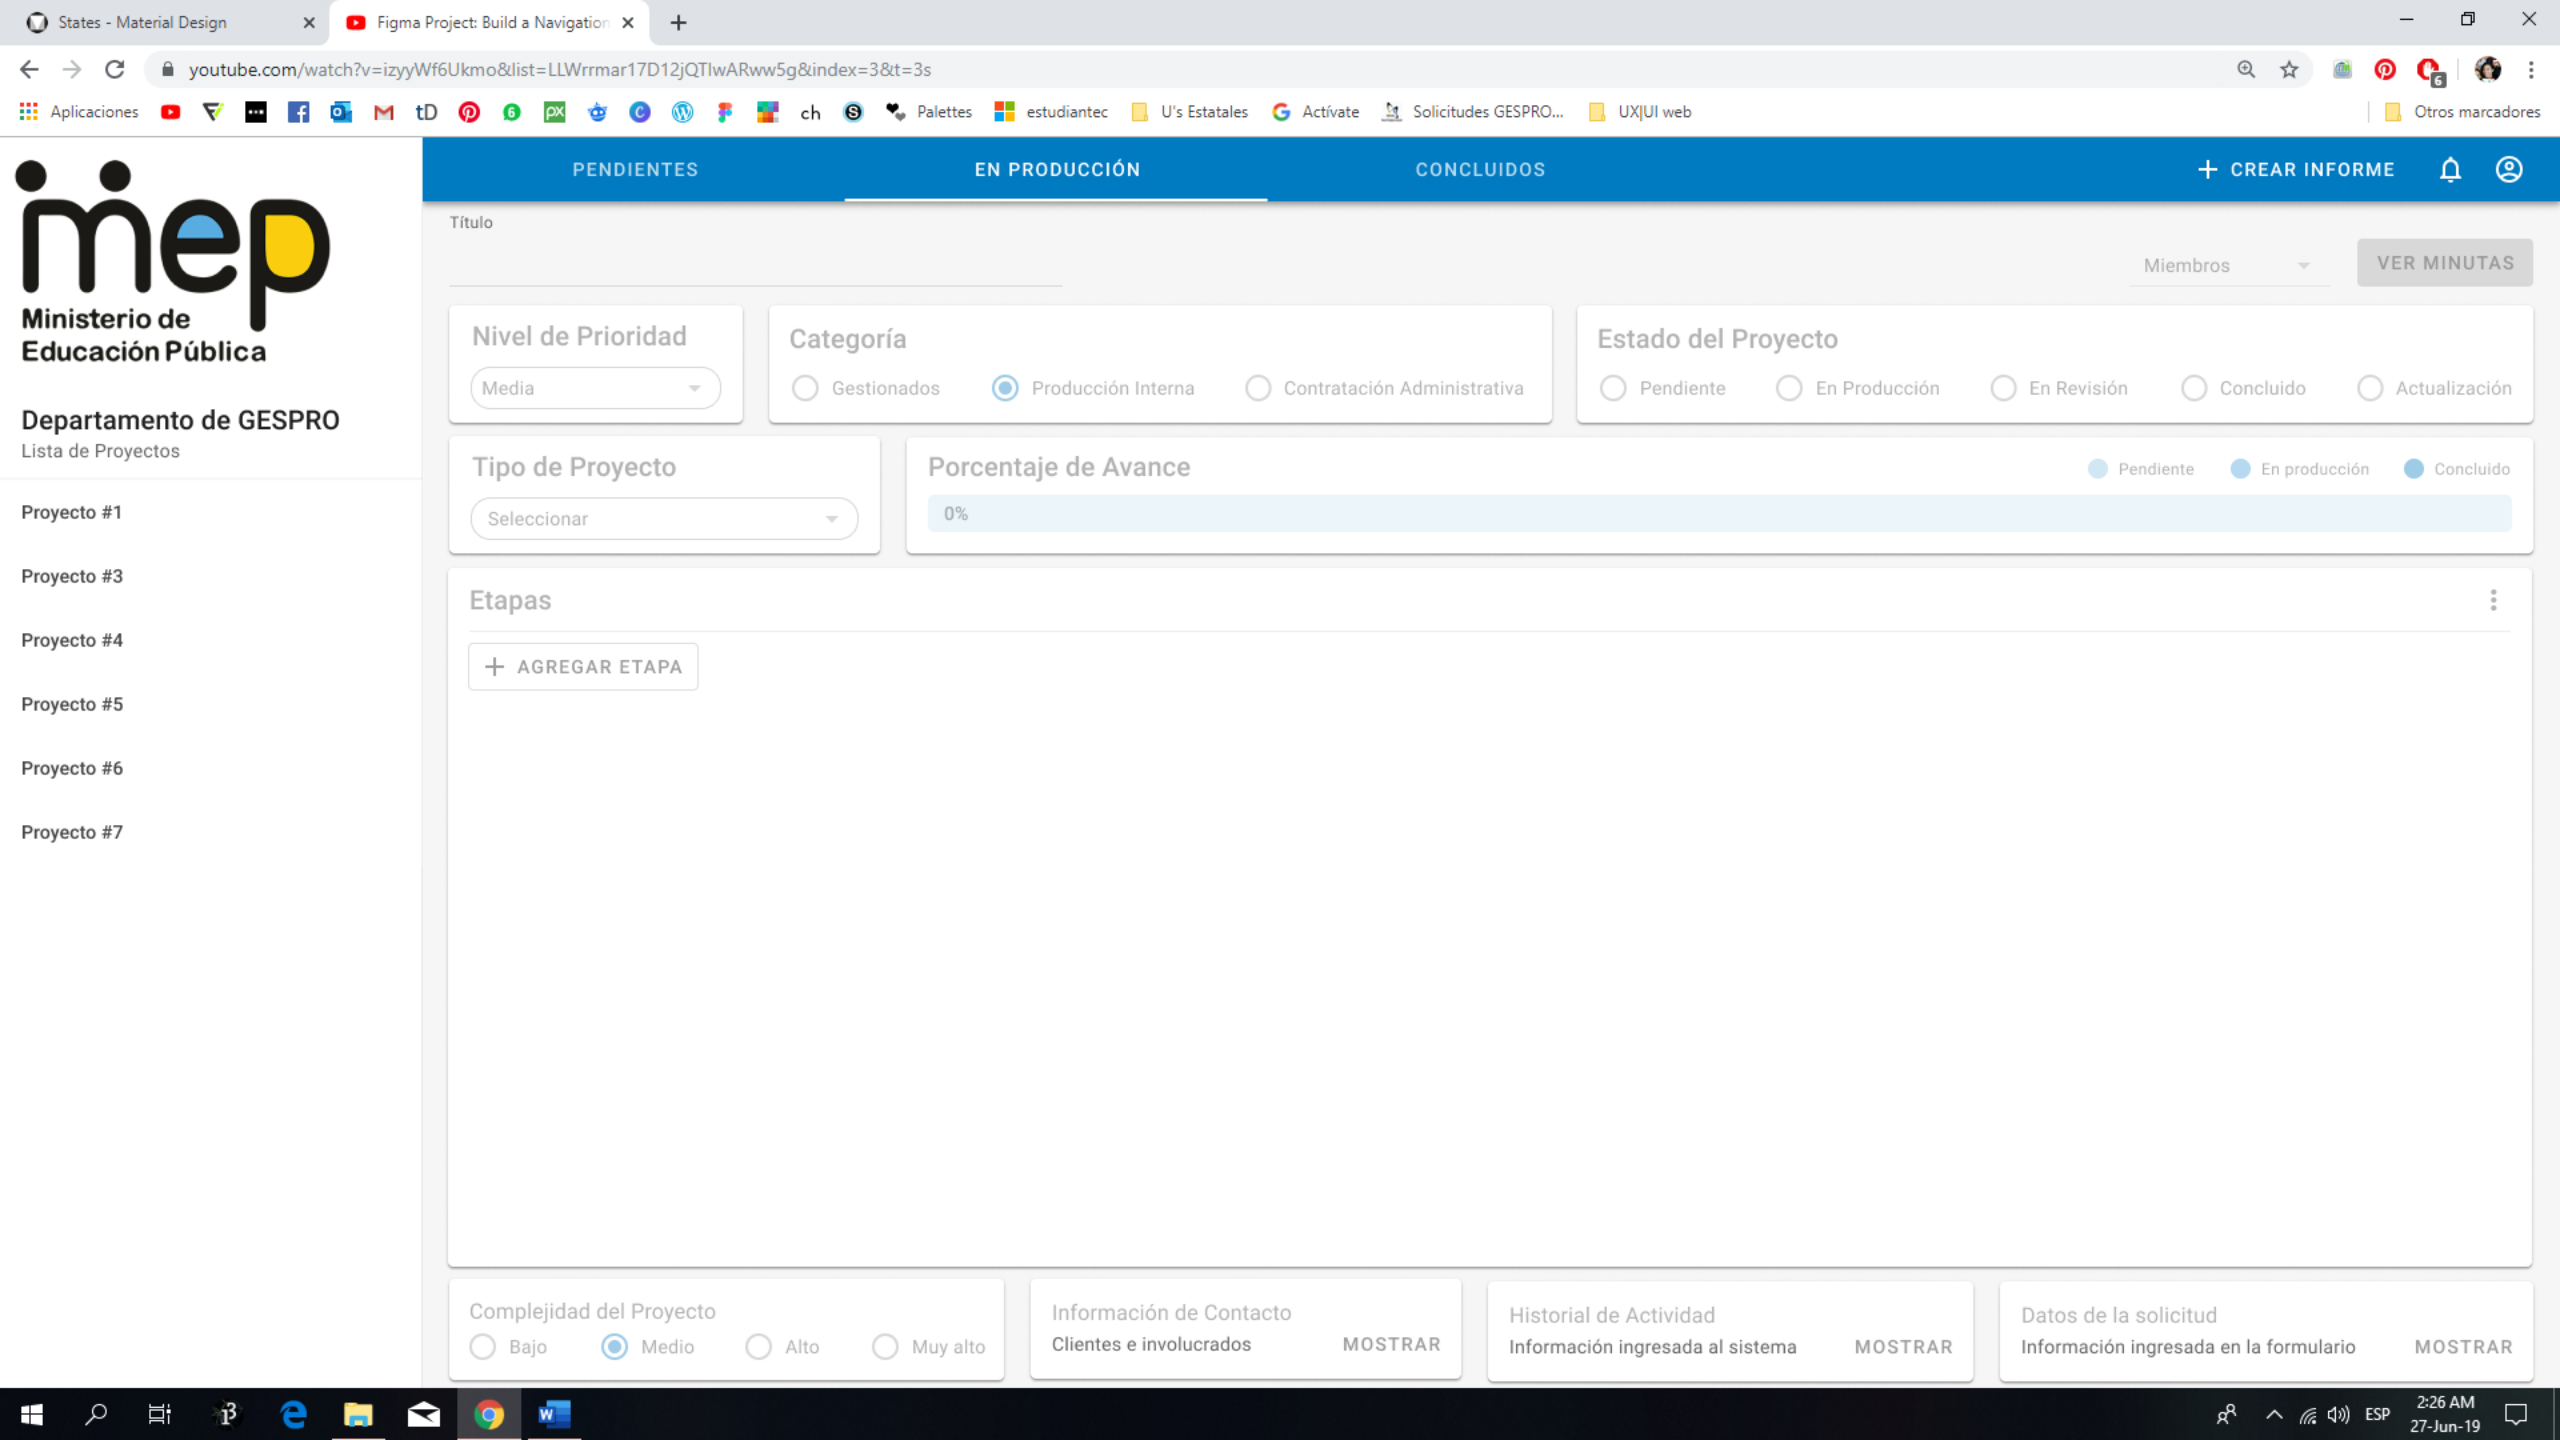 States - Material Design
Figma Project: Build a Navigation
youtube.com/watch?v=izyyWf6Ukmo&list=LLWrrmar17D12jQTlwARww5g&index=3&t=3s
6
Aplicaciones
tD
6
px
ch
Palettes
estudiantec
U's Estatales
Actívate
Solicitudes GESPRO...
UX|UI web
Otros marcadores
mep
Ministerio de
Educación Pública
Departamento de GESPRO
Lista de Proyectos
Proyecto #1
Proyecto #3
Proyecto #4
Proyecto #5
Proyecto #6
Proyecto #7
PENDIENTES
EN PRODUCCIÓN
CONCLUIDOS
CREAR INFORME
Título
Miembros
VER MINUTAS
Nivel de Prioridad
Media
Categoría
Gestionados
Producción Interna
Contratación Administrativa
Estado del Proyecto
Pendiente
En Producción
En Revisión
Concluido
Actualización
Tipo de Proyecto
Seleccionar
Porcentaje de Avance
Pendiente
En producción
Concluido
0%
Etapas
AGREGAR ETAPA
Complejidad del Proyecto
Bajo
Medio
Alto
Muy alto
Información de Contacto
Clientes e involucrados
MOSTRAR
Historial de Actividad
Información ingresada al sistema
MOSTRAR
Datos de la solicitud
Información ingresada en la formulario
MOSTRAR
ESP
2:26 AM
27-Jun-19